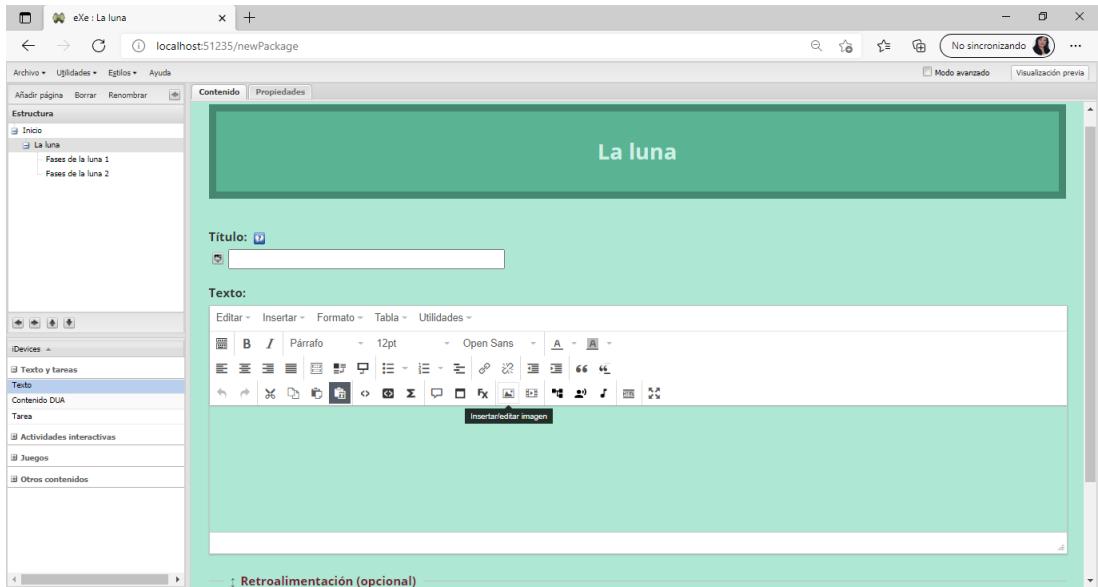 eXe : La luna
localhost:51235/newPackage
No sincronizando
Archivo Utilidades Estilos Ayuda
Modo avanzado
Visualización previa
Añadir página Borrar Renombrar
Contenido Propiedades
Estructura
Inicio
La luna
Fases de la luna 1
Fases de la luna 2
La luna
Título:
Texto:
Editar Insertar Formato Tabla Utilidades
B I Párrafo 12pt Open Sans A A
Insertar/editar imagen
iDevices
Texto y tareas
Texto
Contenido DUA
Tarea
Actividades interactivas
Juegos
Otros contenidos
Retroalimentación (opcional)